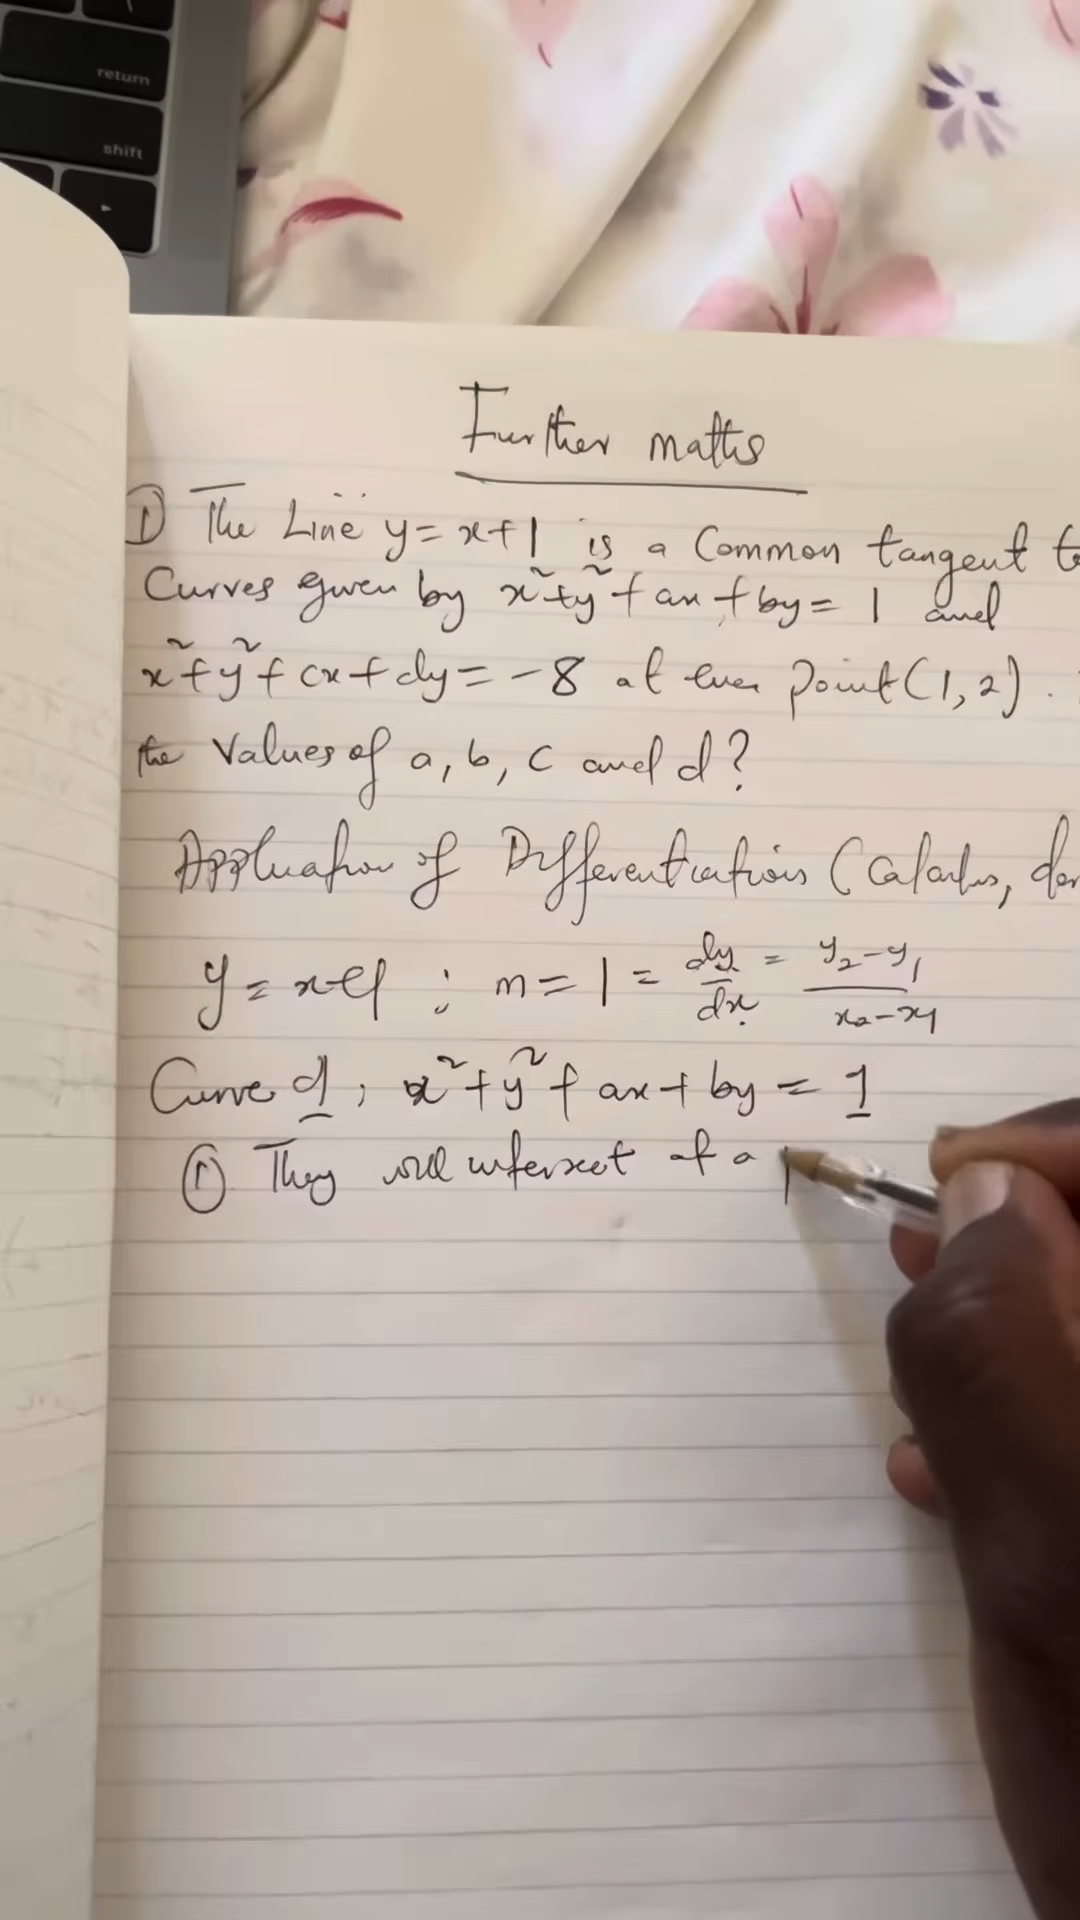 return
shift
Further maths
① The Line y = x+1 is a Common tangent t
Curves given by x²+y²+ax+by = 1 and
x²+y²+cx+dy = -8 at point (1,2).
the Values of a, b, c and d?
Application of Differentiations (Calculus, der
y = x+1 ; m = 1 = dy/dx = y₂-y₁/x₂-x₁
Curve 1; x²+y²+ax+by = 1
① They will intersect at a p